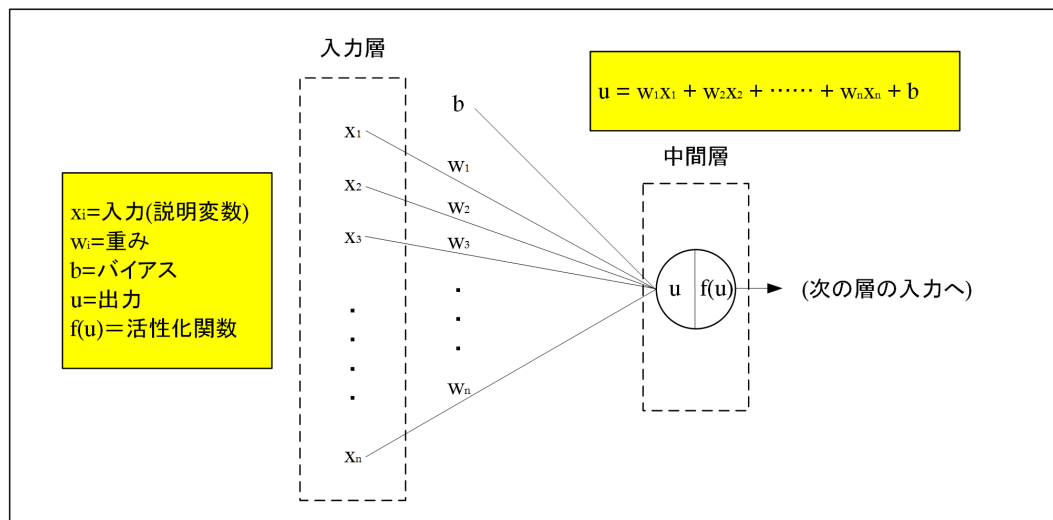 入力層
u = w1x1 + w2x2 + ⋯⋯ + wnxn + b
b
x1
w1
中間層
x2
w2
x3
w3
xi=入力(説明変数)
wi=重み
b=バイアス
u=出力
f(u)＝活性化関数
u f(u)
(次の層の入力へ)
wn
xn